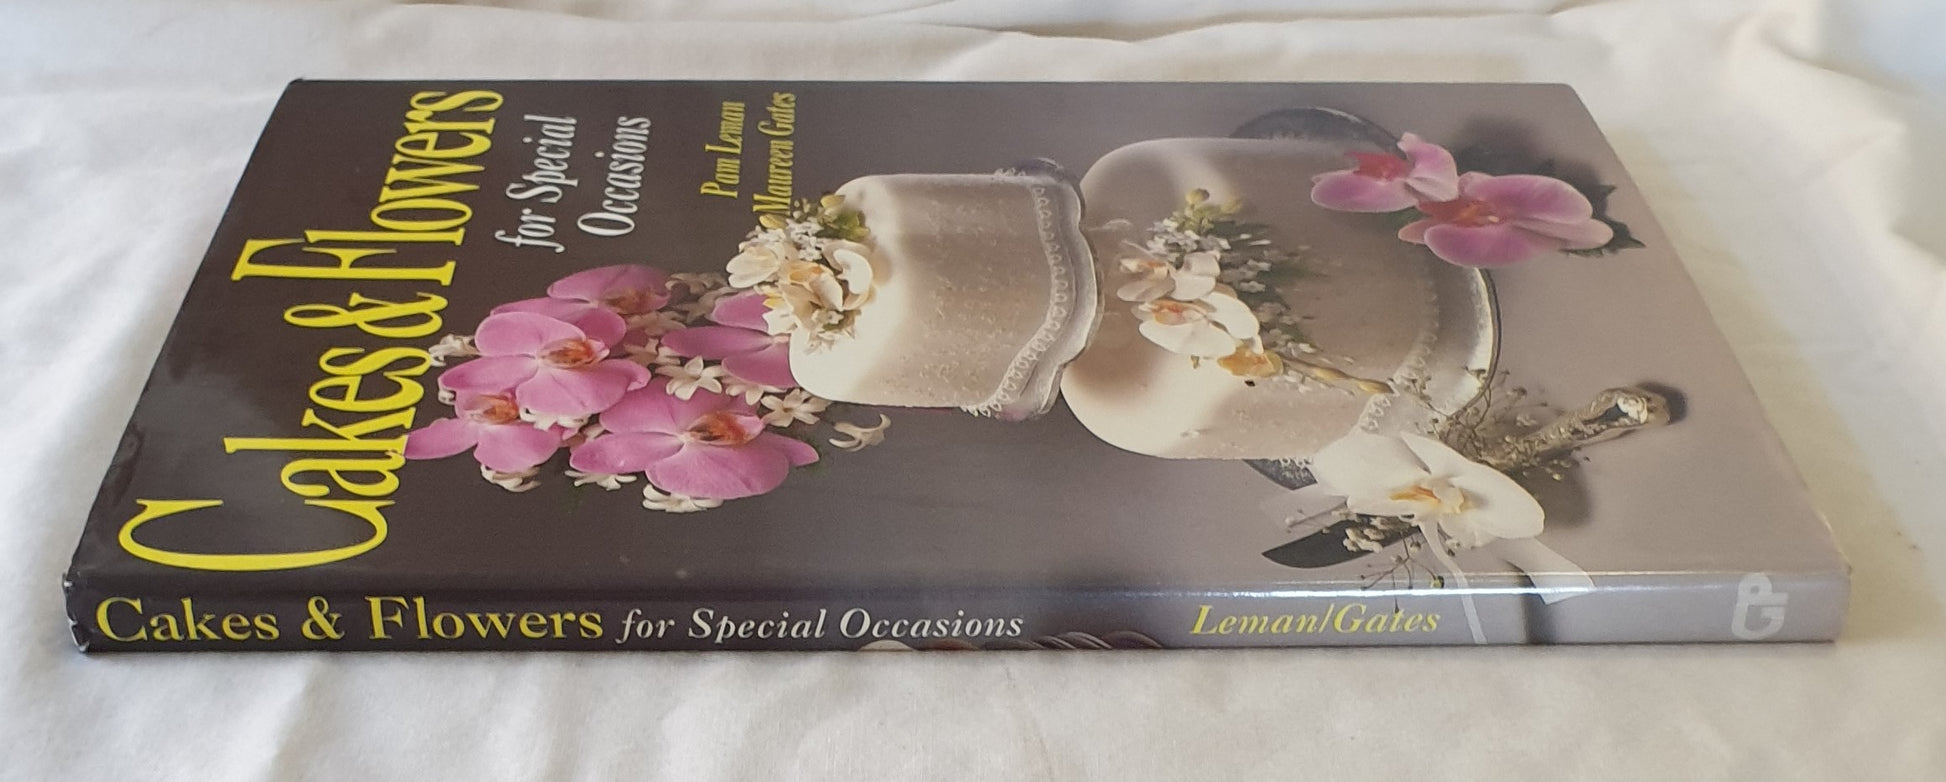 Cakes & Flowers
for Special
Occasions
Pam Leman
Maureen Gates
Cakes & Flowers for Special Occasions Leman/Gates